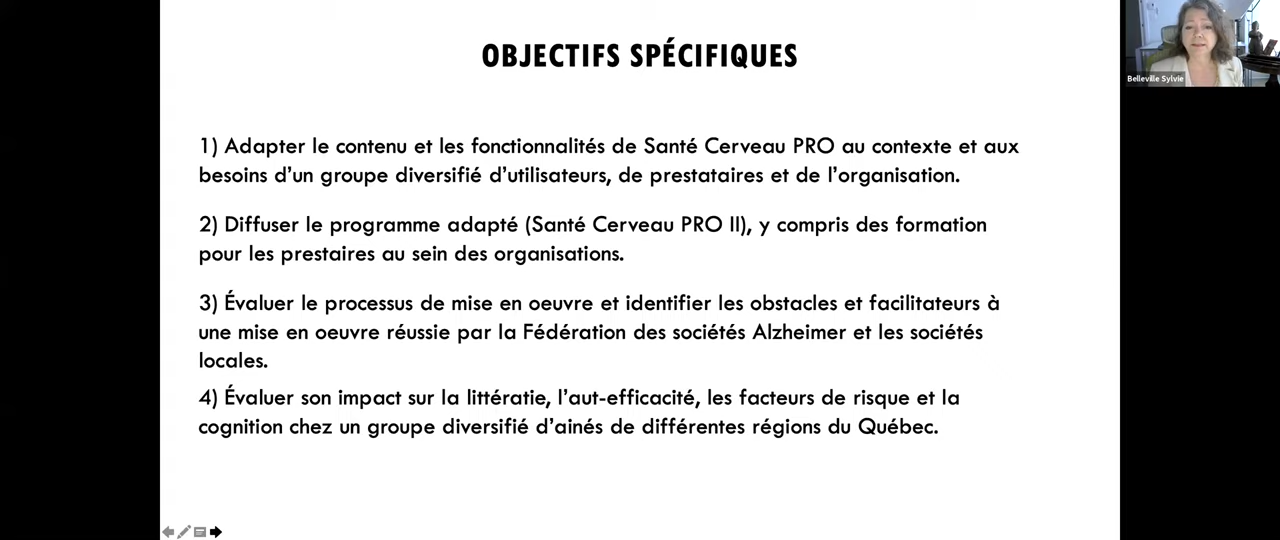 OBJECTIFS SPÉCIFIQUES
Belleville Sylvie
1) Adapter le contenu et les fonctionnalités de Santé Cerveau PRO au contexte et aux
besoins d’un groupe diversifié d’utilisateurs, de prestataires et de l’organisation.
2) Diffuser le programme adapté (Santé Cerveau PRO II), y compris des formation
pour les prestaires au sein des organisations.
3) Évaluer le processus de mise en oeuvre et identifier les obstacles et facilitateurs à
une mise en oeuvre réussie par la Fédération des sociétés Alzheimer et les sociétés
locales.
4) Évaluer son impact sur la littératie, l’aut-efficacité, les facteurs de risque et la
cognition chez un groupe diversifié d’ainés de différentes régions du Québec.